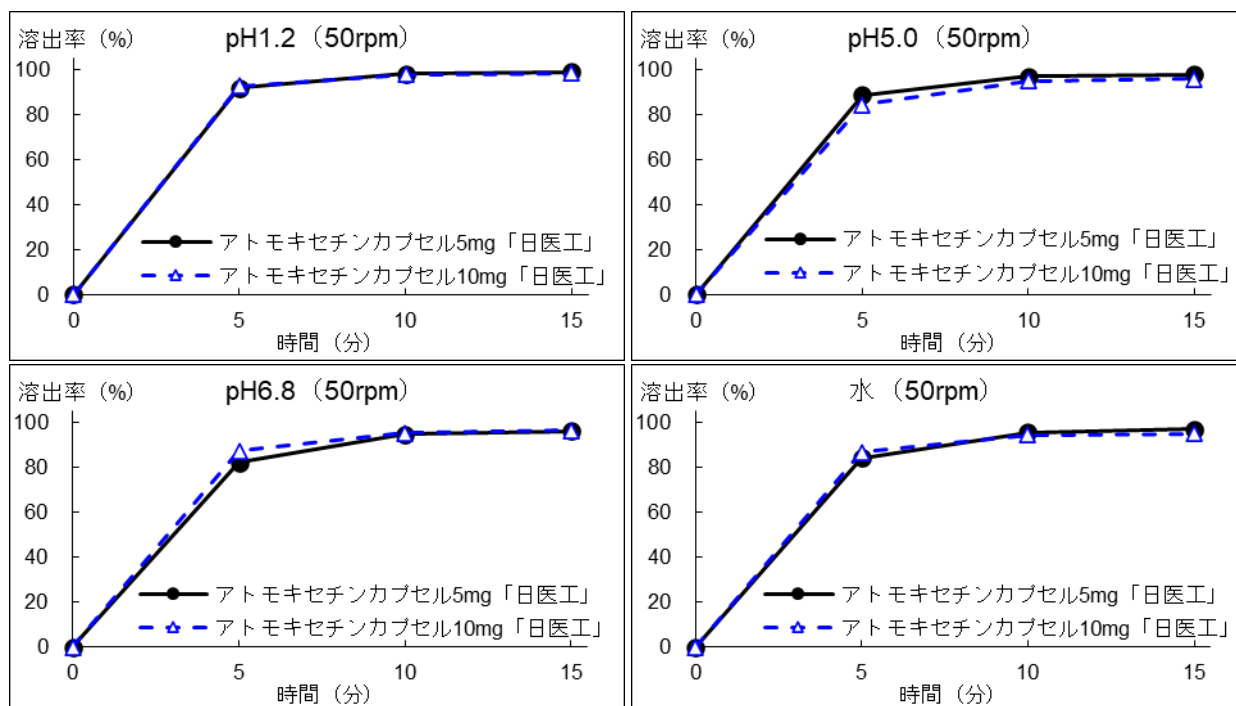 溶出率 (%) pH1.2 (50rpm)
100
80
60
40
20
0
アトモキセチンカプセル5mg「日医工」
アトモキセチンカプセル10mg「日医工」
0 5 10 15
時間 (分)
溶出率 (%) pH5.0 (50rpm)
100
80
60
40
20
0
アトモキセチンカプセル5mg「日医工」
アトモキセチンカプセル10mg「日医工」
0 5 10 15
時間 (分)
溶出率 (%) pH6.8 (50rpm)
100
80
60
40
20
0
アトモキセチンカプセル5mg「日医工」
アトモキセチンカプセル10mg「日医工」
0 5 10 15
時間 (分)
溶出率 (%) 水 (50rpm)
100
80
60
40
20
0
アトモキセチンカプセル5mg「日医工」
アトモキセチンカプセル10mg「日医工」
0 5 10 15
時間 (分)